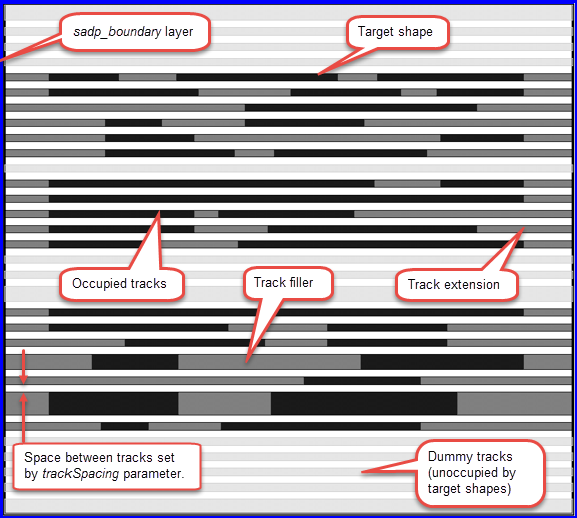 sadp_boundary layer
Target shape
Occupied tracks
Track filler
Track extension
Space between tracks set
by trackSpacing parameter.
Dummy tracks
(unoccupied by
target shapes)